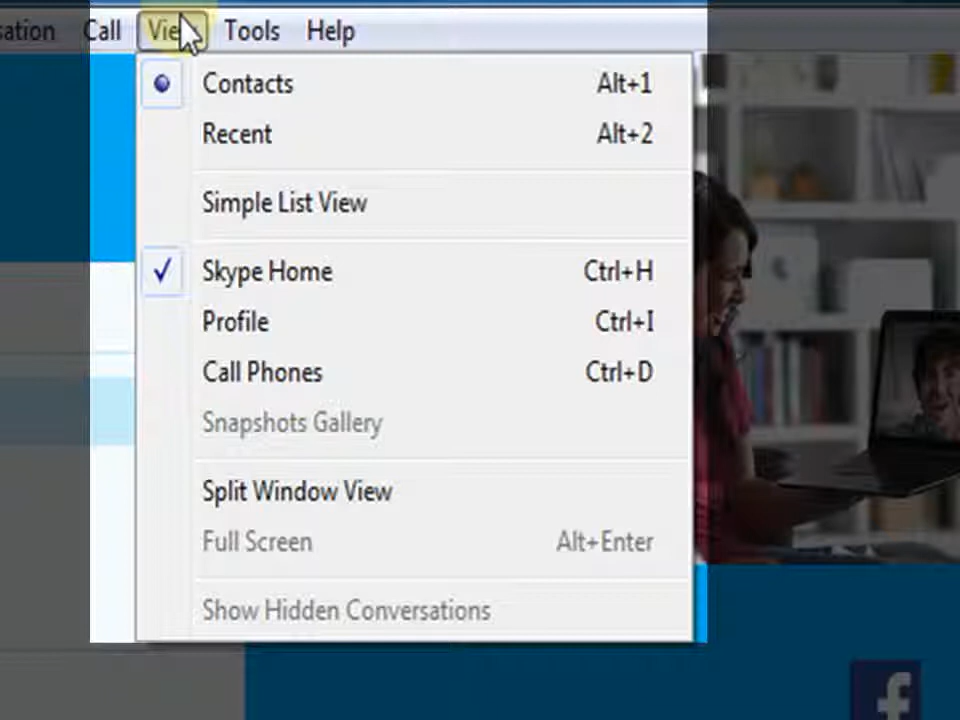 sation Call View Tools Help
Contacts Alt+1
Recent Alt+2
Simple List View
Skype Home Ctrl+H
Profile Ctrl+I
Call Phones Ctrl+D
Snapshots Gallery
Split Window View
Full Screen Alt+Enter
Show Hidden Conversations
f